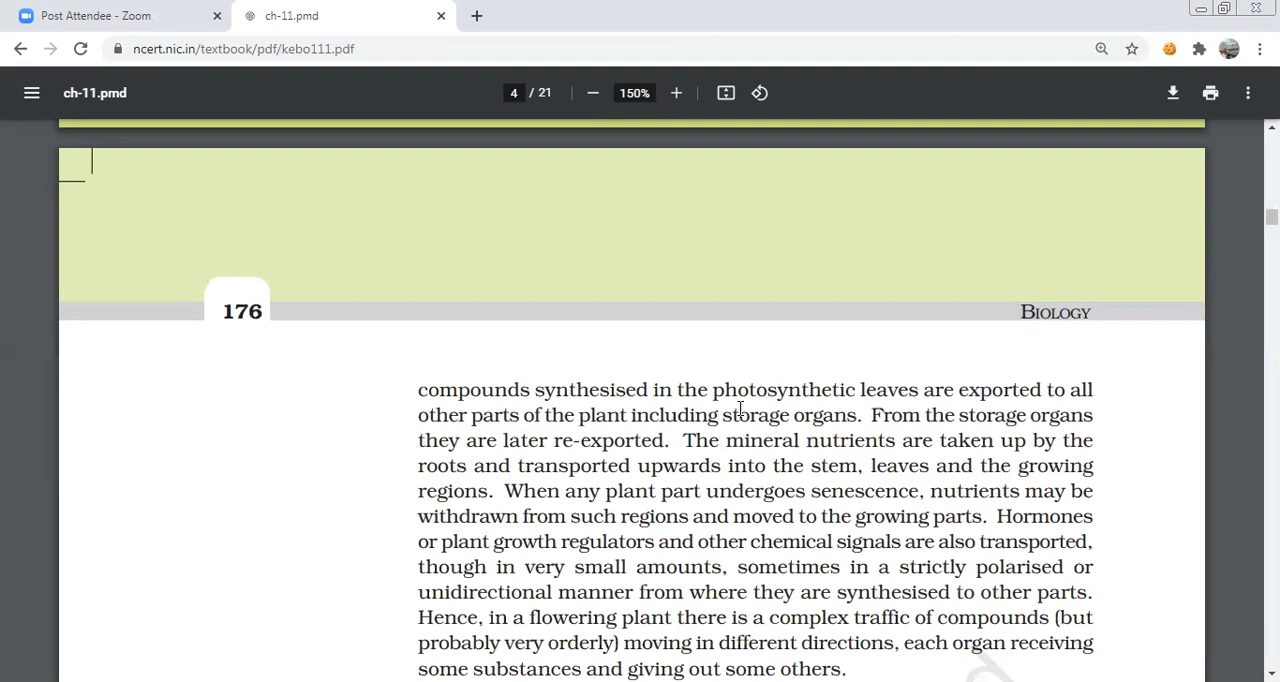 Post Attendee - Zoom
ch-11.pmd
ncert.nic.in/textbook/pdf/kebo111.pdf
ch-11.pmd
4 / 21
150%
176
BIOLOGY
compounds synthesised in the photosynthetic leaves are exported to all
other parts of the plant including storage organs. From the storage organs
they are later re-exported. The mineral nutrients are taken up by the
roots and transported upwards into the stem, leaves and the growing
regions. When any plant part undergoes senescence, nutrients may be
withdrawn from such regions and moved to the growing parts. Hormones
or plant growth regulators and other chemical signals are also transported,
though in very small amounts, sometimes in a strictly polarised or
unidirectional manner from where they are synthesised to other parts.
Hence, in a flowering plant there is a complex traffic of compounds (but
probably very orderly) moving in different directions, each organ receiving
some substances and giving out some others.